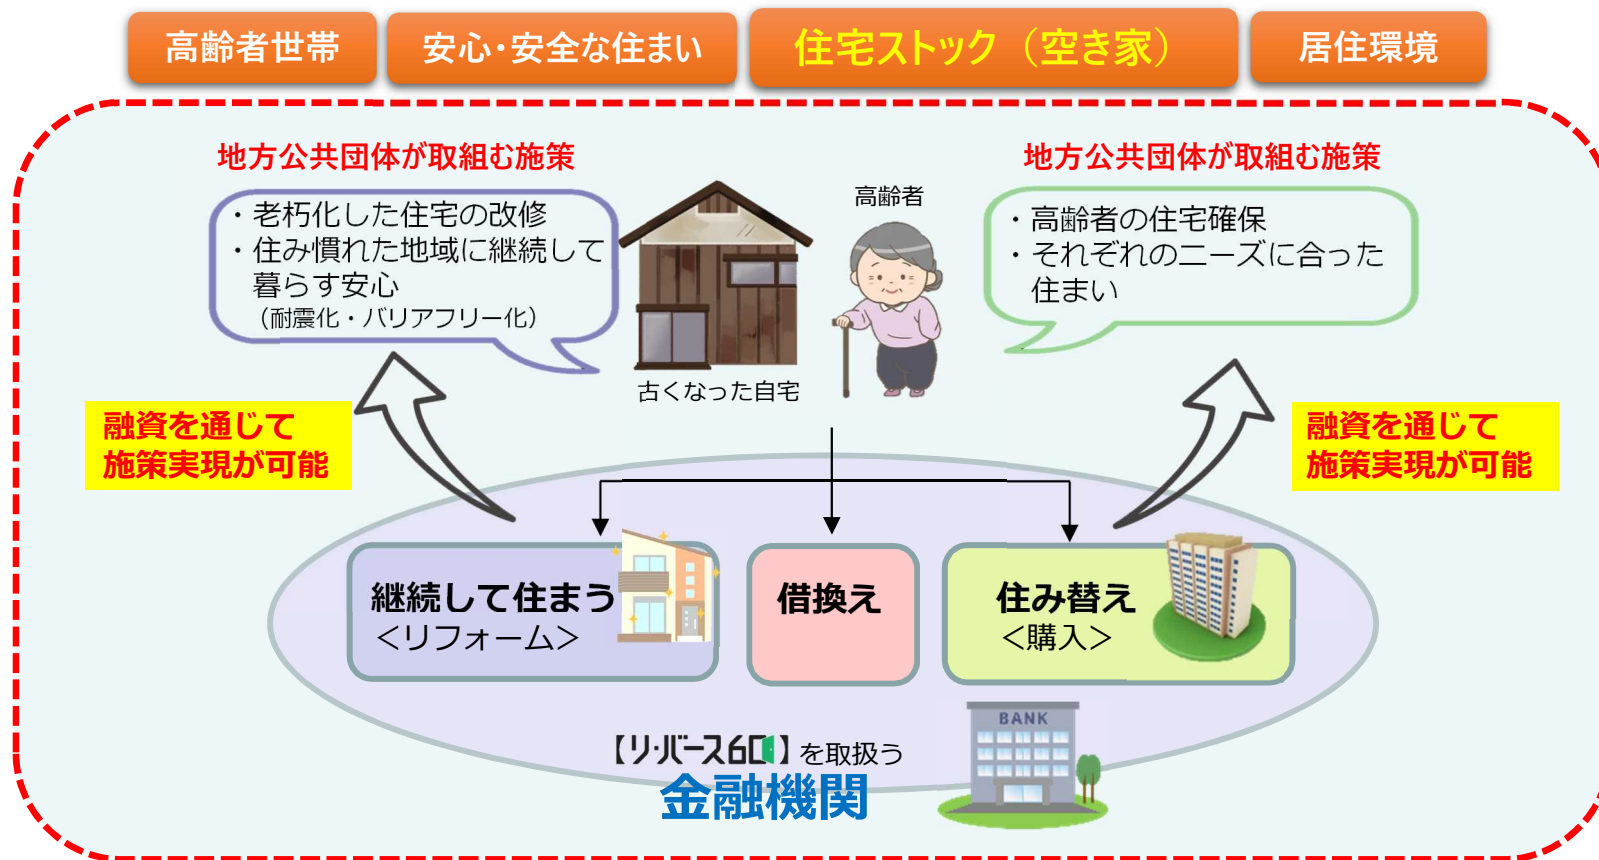 高齢者世帯
安心・安全な住まい
住宅ストック（空き家）
居住環境
地方公共団体が取組む施策
・老朽化した住宅の改修
・住み慣れた地域に継続して
暮らす安心
（耐震化・バリアフリー化）
古くなった自宅
高齢者
地方公共団体が取組む施策
・高齢者の住宅確保
・それぞれのニーズに合った
住まい
融資を通じて
施策実現が可能
融資を通じて
施策実現が可能
継続して住まう
＜リフォーム＞
借換え
住み替え
＜購入＞
BANK
【リ・バース60】を取扱う
金融機関